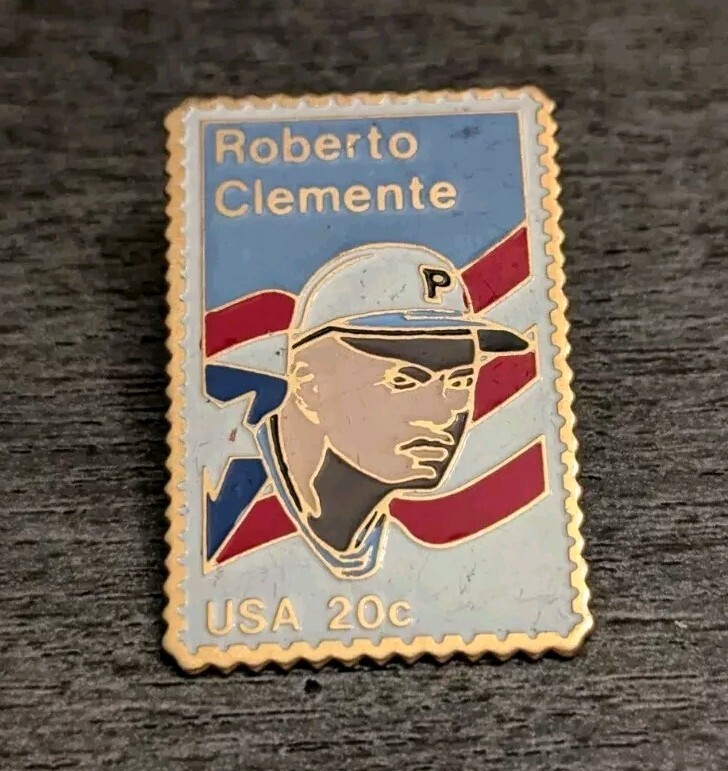 Roberto
Clemente
P
USA 20c